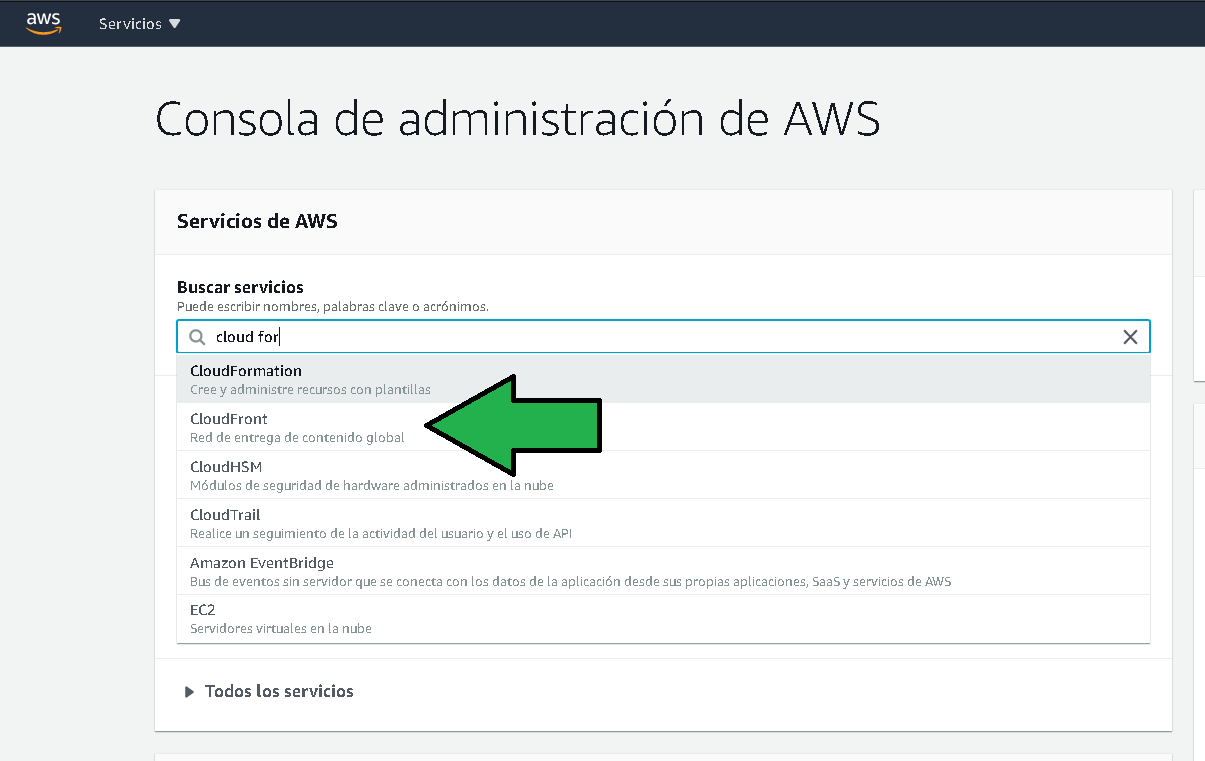 aws
Servicios
Consola de administración de AWS
Servicios de AWS
Buscar servicios
Puede escribir nombres, palabras clave o acrónimos.
cloud for
CloudFormation
Cree y administre recursos con plantillas
CloudFront
Red de entrega de contenido global
CloudHSM
Módulos de seguridad de hardware administrados en la nube
CloudTrail
Realice un seguimiento de la actividad del usuario y el uso de API
Amazon EventBridge
Bus de eventos sin servidor que se conecta con los datos de la aplicación desde sus propias aplicaciones, SaaS y servicios de AWS
EC2
Servidores virtuales en la nube
Todos los servicios